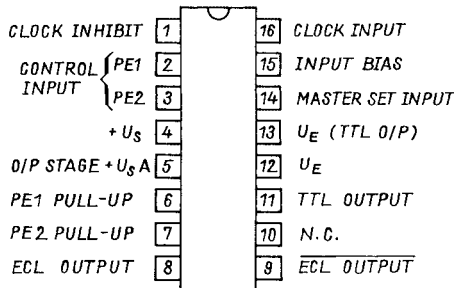 CLOCK INHIBIT 1 16 CLOCK INPUT
CONTROL INPUT PE1 2 15 INPUT BIAS
PE2 3 14 MASTER SET INPUT
+ U_S 4 13 U_E (TTL O/P)
O/P STAGE + U_S A 5 12 U_E
PE1 PULL-UP 6 11 TTL OUTPUT
PE2 PULL-UP 7 10 N.C.
ECL OUTPUT 8 9 E̅C̅L̅ ̅O̅U̅T̅P̅U̅T̅